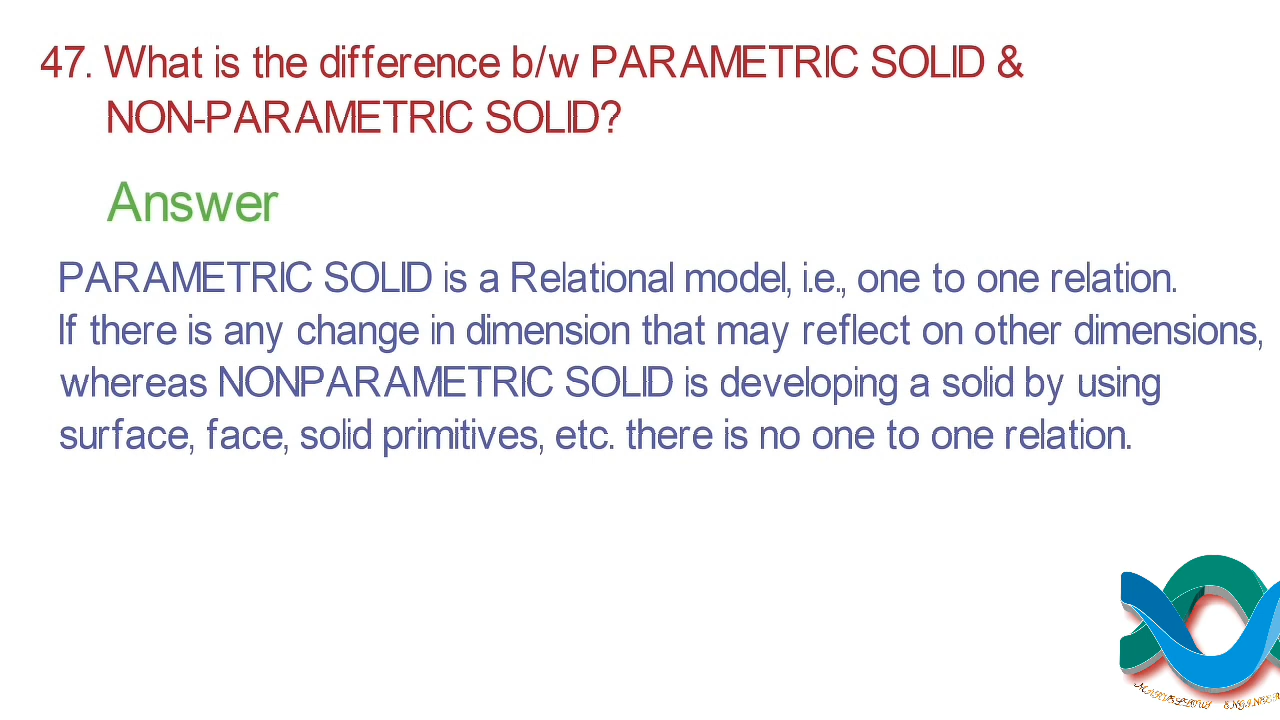 47. What is the difference b/w PARAMETRIC SOLID &
NON-PARAMETRIC SOLID?
Answer
PARAMETRIC SOLID is a Relational model, i.e., one to one relation.
If there is any change in dimension that may reflect on other dimensions,
whereas NONPARAMETRIC SOLID is developing a solid by using
surface, face, solid primitives, etc. there is no one to one relation.